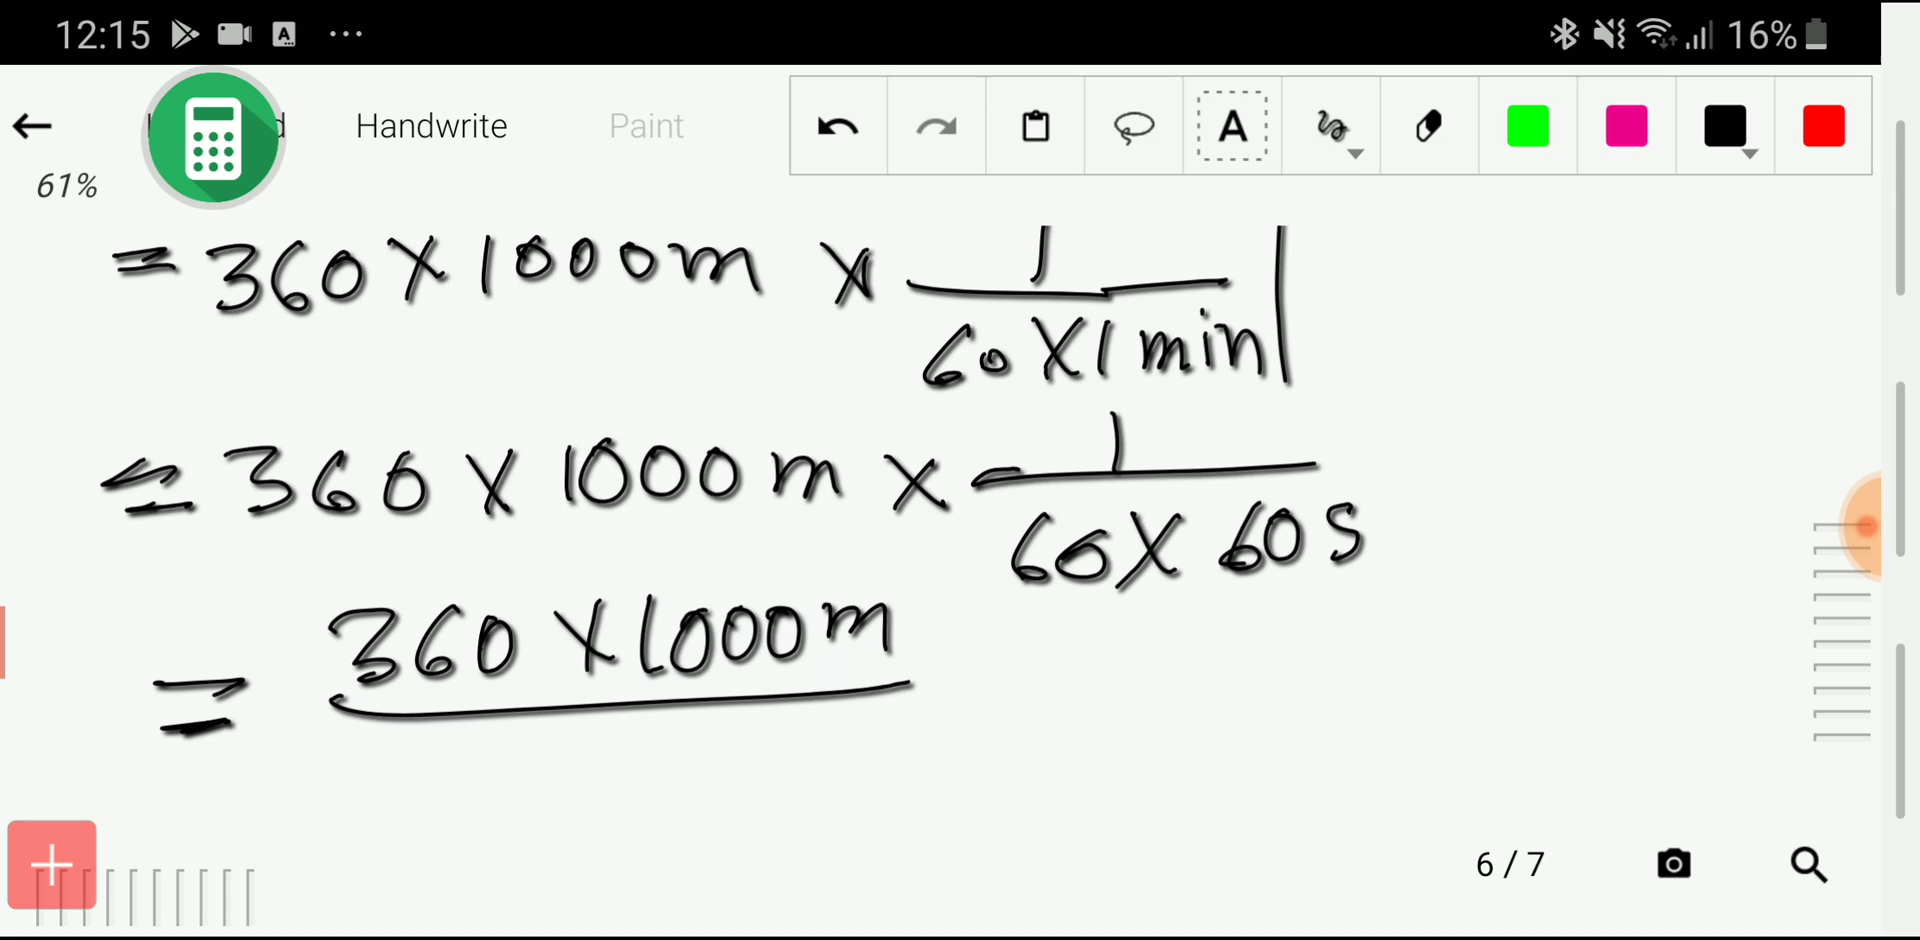 12:15 A ... 16%
Handwrite Paint A
61%
= 360 X 1000m X 1
60 X 1 min
= 360 X 1000 m X 1
60 X 60 s
= 360 X 1000 m
6 / 7